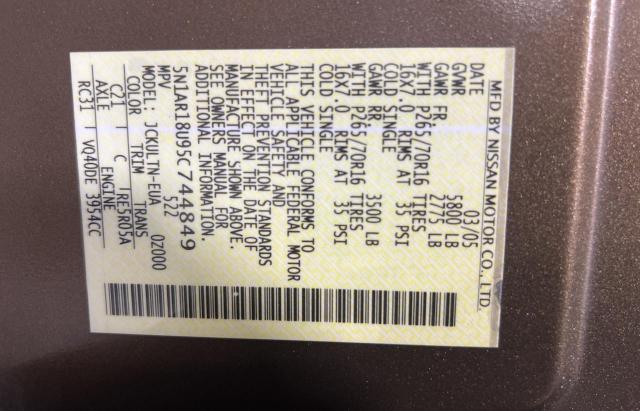 MFD BY NISSAN MOTOR CO., LTD.
DATE 03/05
GVWR 5800 LB
GAWR FR 2775 LB
WITH P265/70R16 TIRES
16X7.0 RIMS AT 35 PSI
COLD SINGLE
GAWR RR 3500 LB
WITH P265/70R16 TIRES
16X7.0 RIMS AT 35 PSI
COLD SINGLE
THIS VEHICLE CONFORMS TO
ALL APPLICABLE FEDERAL MOTOR
VEHICLE SAFETY AND
THEFT PREVENTION STANDARDS
IN EFFECT ON THE DATE OF
MANUFACTURE SHOWN ABOVE.
SEE OWNERS MANUAL FOR
ADDITIONAL INFORMATION.
5N1AR18U95C744849
MPV 522
MODEL: JCKULTN-EUA 0Z000
COLOR TRIM TRANS
C21 C TRE5R05A
AXLE ENGINE
RC31 VQ40DE 3954CC